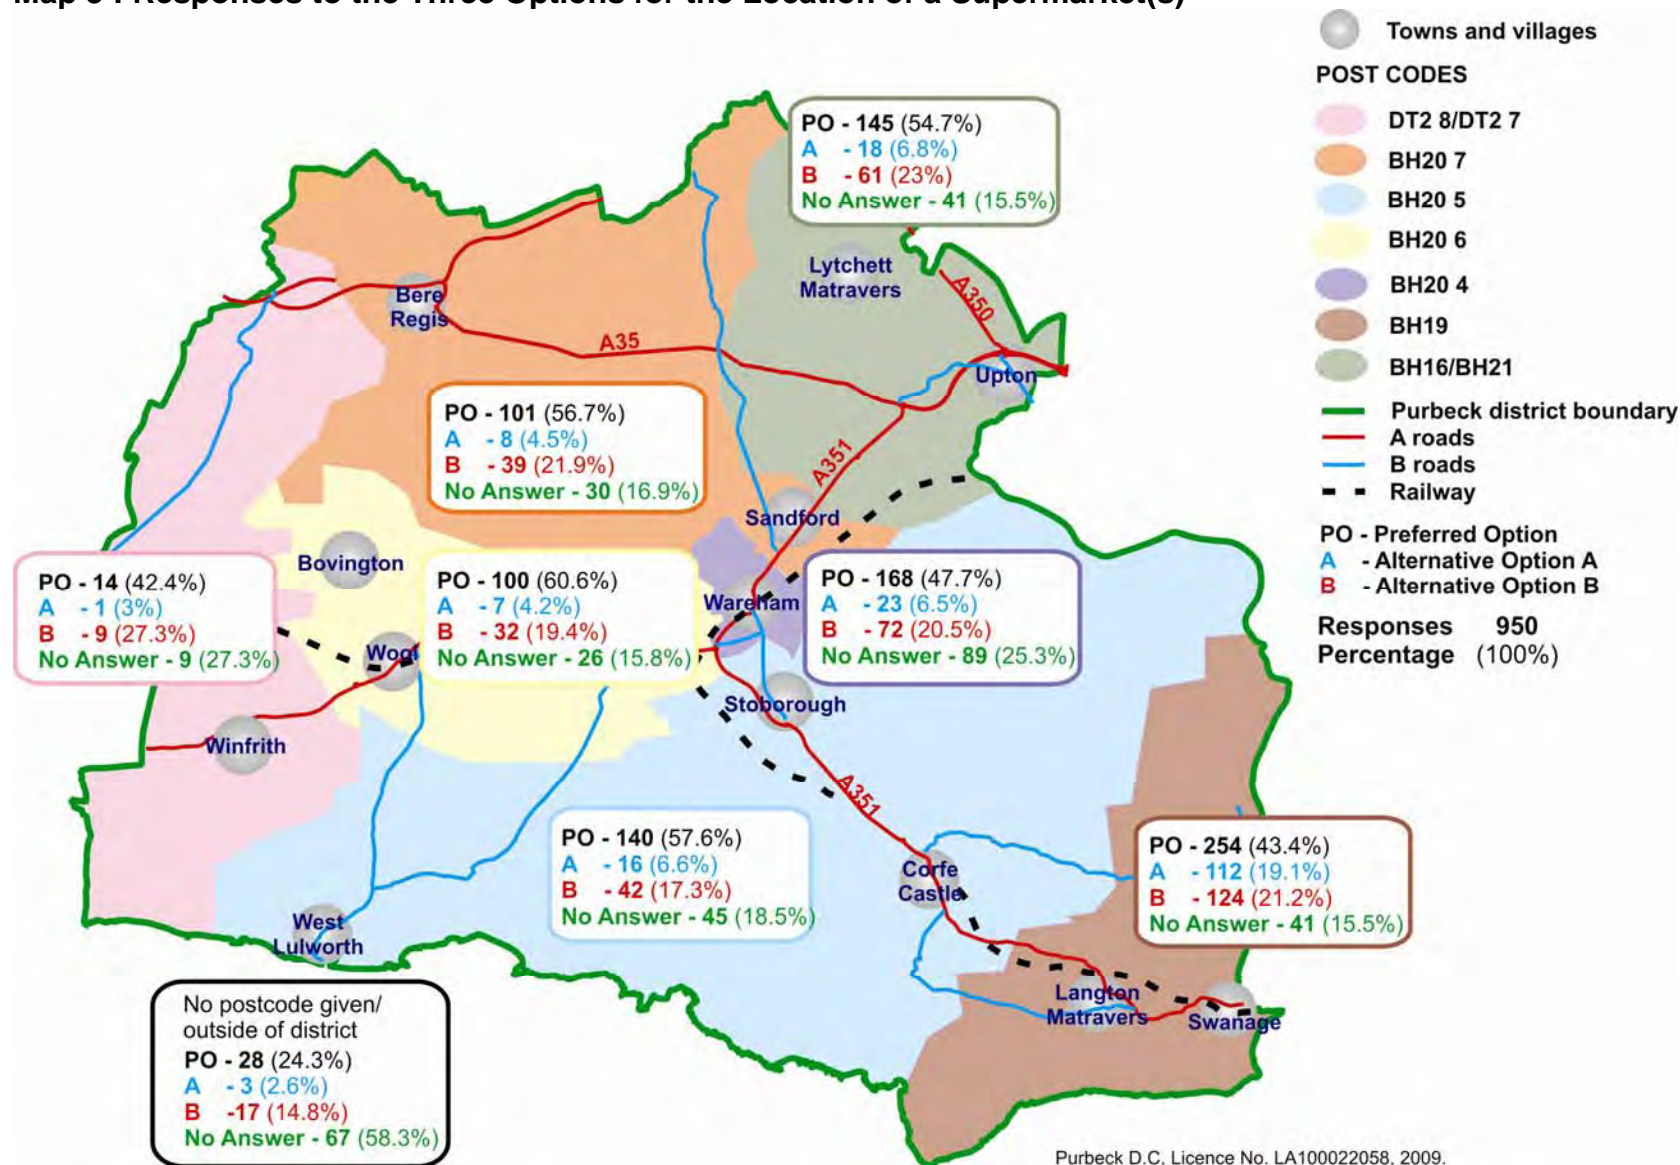 Map 3 : Responses to the Three Options for the Location of a Supermarket(s)
Towns and villages
POST CODES
DT2 8/DT2 7
BH20 7
BH20 5
BH20 6
BH20 4
BH19
BH16/BH21
Purbeck district boundary
A roads
B roads
Railway
PO - Preferred Option
A - Alternative Option A
B - Alternative Option B
Responses 950
Percentage (100%)
PO - 145 (54.7%)
A - 18 (6.8%)
B - 61 (23%)
No Answer - 41 (15.5%)
Lytchett
Matravers
A350
Bere
Regis
A35
Upton
PO - 101 (56.7%)
A - 8 (4.5%)
B - 39 (21.9%)
No Answer - 30 (16.9%)
A351
Sandford
Bovington
PO - 14 (42.4%)
A - 1 (3%)
B - 9 (27.3%)
No Answer - 9 (27.3%)
Wool
PO - 100 (60.6%)
A - 7 (4.2%)
B - 32 (19.4%)
No Answer - 26 (15.8%)
Wareham
PO - 168 (47.7%)
A - 23 (6.5%)
B - 72 (20.5%)
No Answer - 89 (25.3%)
Stoborough
Winfrith
A351
PO - 140 (57.6%)
A - 16 (6.6%)
B - 42 (17.3%)
No Answer - 45 (18.5%)
Corfe
Castle
PO - 254 (43.4%)
A - 112 (19.1%)
B - 124 (21.2%)
No Answer - 41 (15.5%)
West
Lulworth
Langton
Matravers
Swanage
No postcode given/
outside of district
PO - 28 (24.3%)
A - 3 (2.6%)
B -17 (14.8%)
No Answer - 67 (58.3%)
Purbeck D.C. Licence No. LA100022058. 2009.